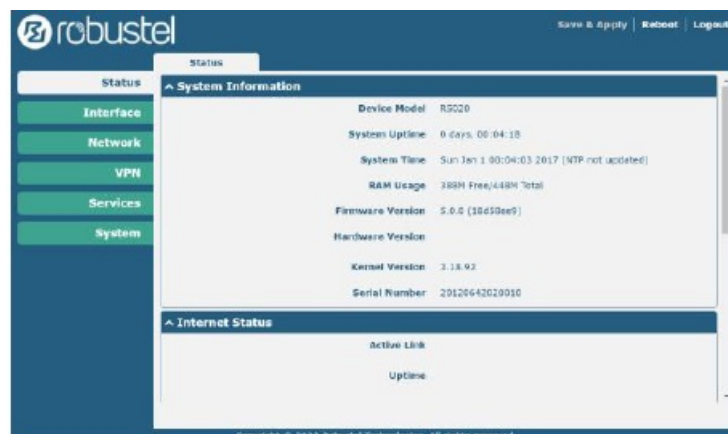 robustel
Save & Apply | Reboot | Logout
Status
Status
Interface
Network
VPN
Services
System
System Information
Device Model R5020
System Uptime 0 days, 00:04:18
System Time Sun Jan 1 00:04:03 2017 (NTP not updated)
RAM Usage 388M Free/448M Total
Firmware Version 5.0.0
Hardware Version
Kernel Version 3.18.92
Serial Number 20120642020010
Internet Status
Active Link
Uptime